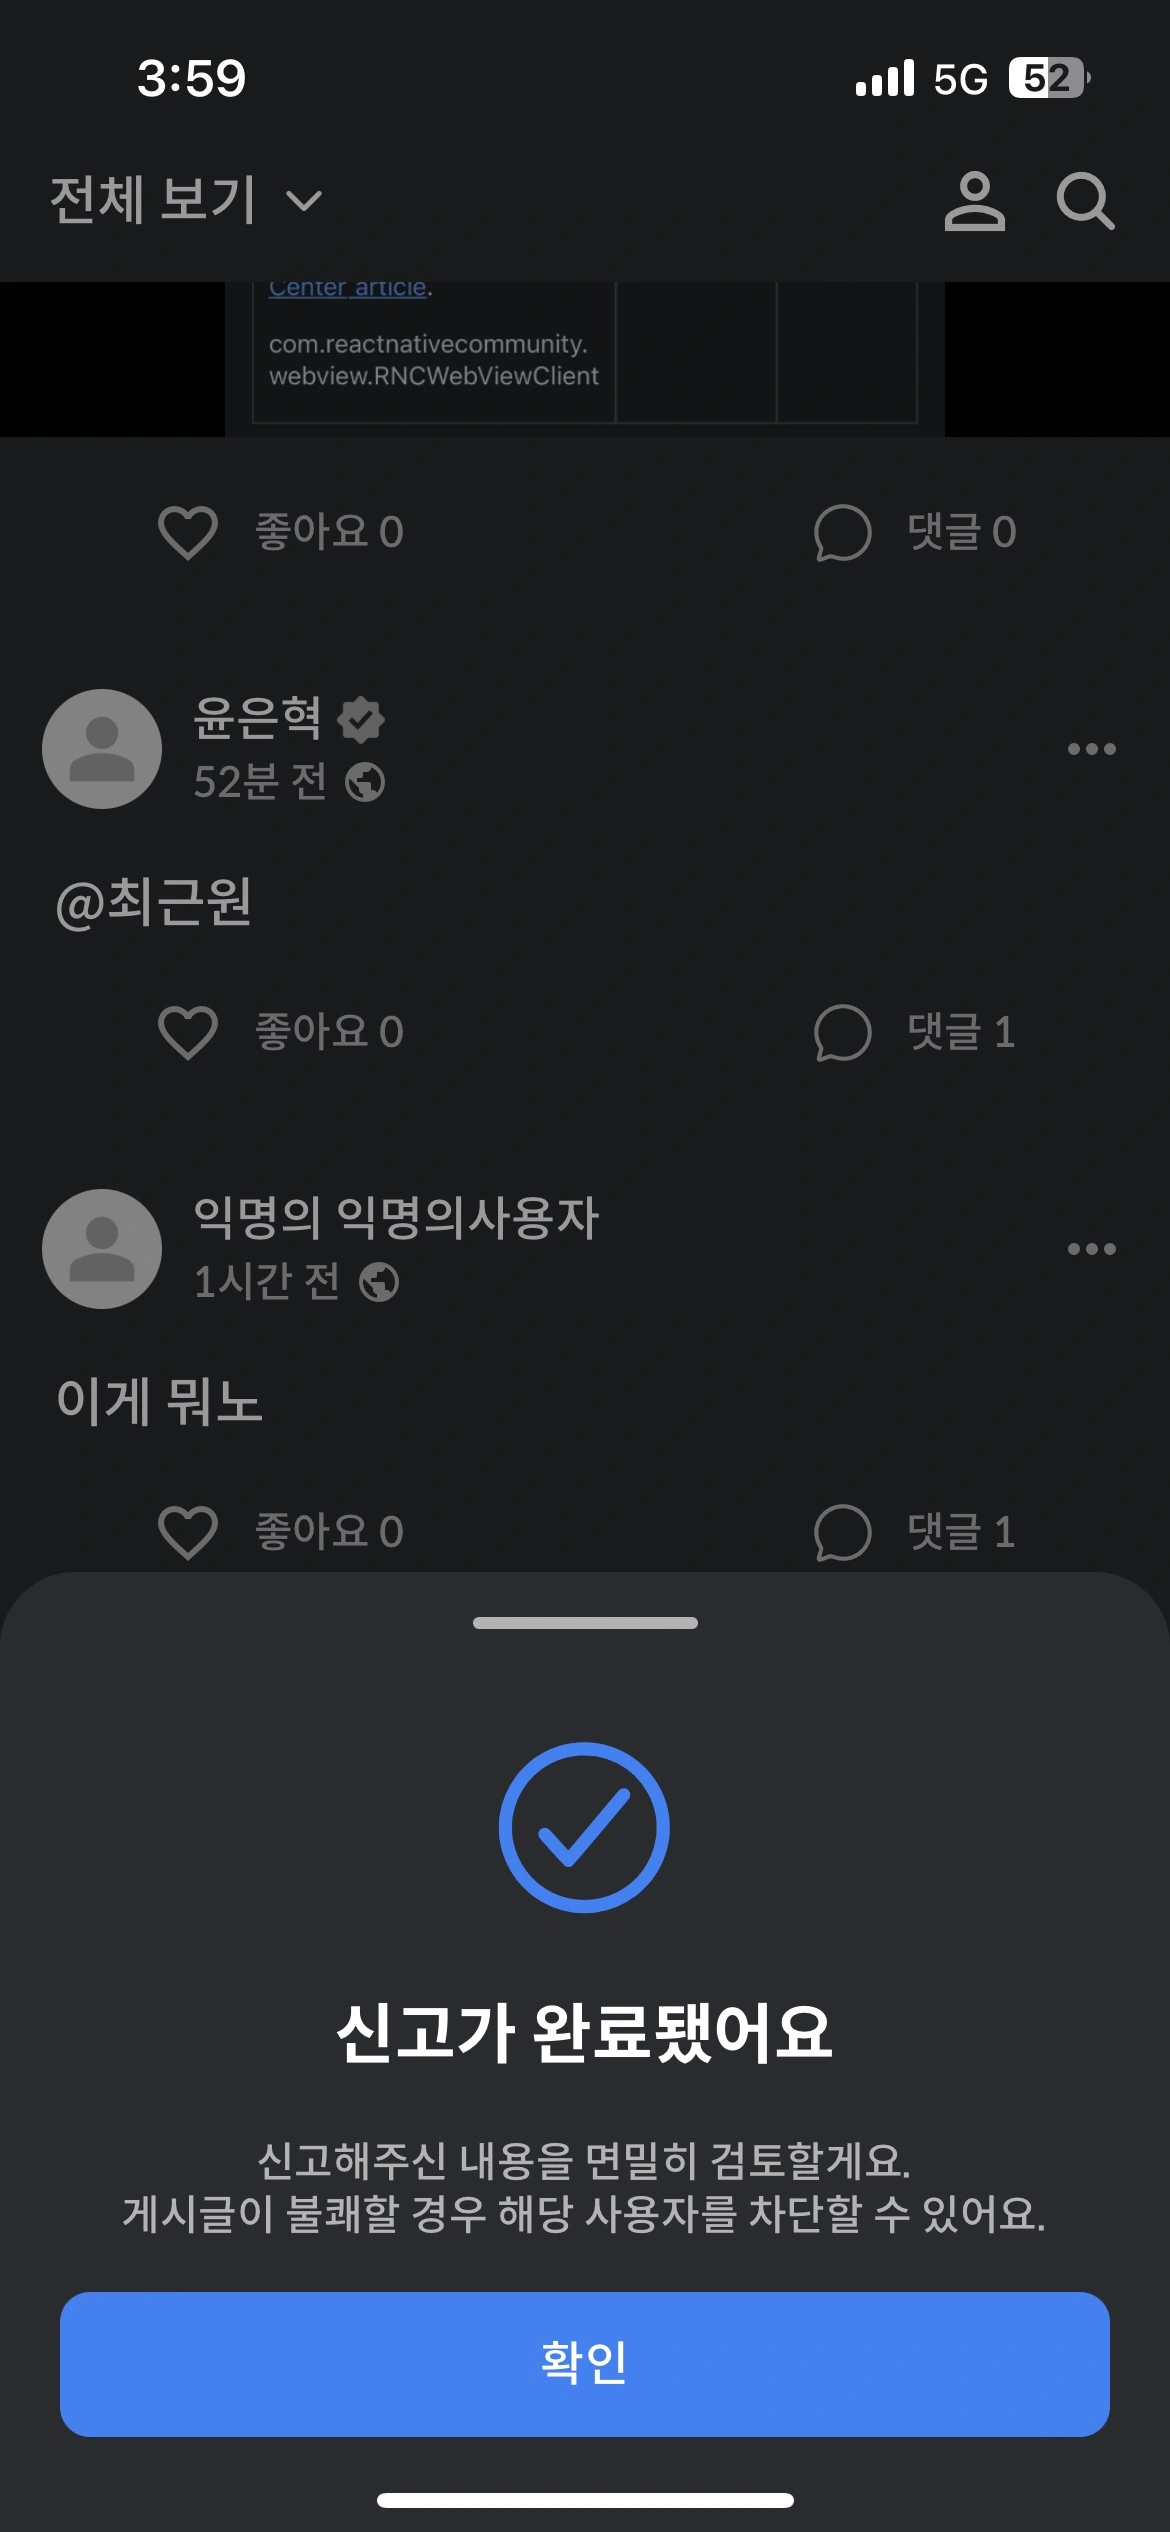 3:59 5G 52
전체 보기
Center article.
com.reactnativecommunity.
webview.RNCWebViewClient
좋아요 0 댓글 0
윤은혁
52분 전
@최근원
좋아요 0 댓글 1
익명의 익명의사용자
1시간 전
이게 뭐노
좋아요 0 댓글 1
신고가 완료됐어요
신고해주신 내용을 면밀히 검토할게요.
게시글이 불쾌할 경우 해당 사용자를 차단할 수 있어요.
확인